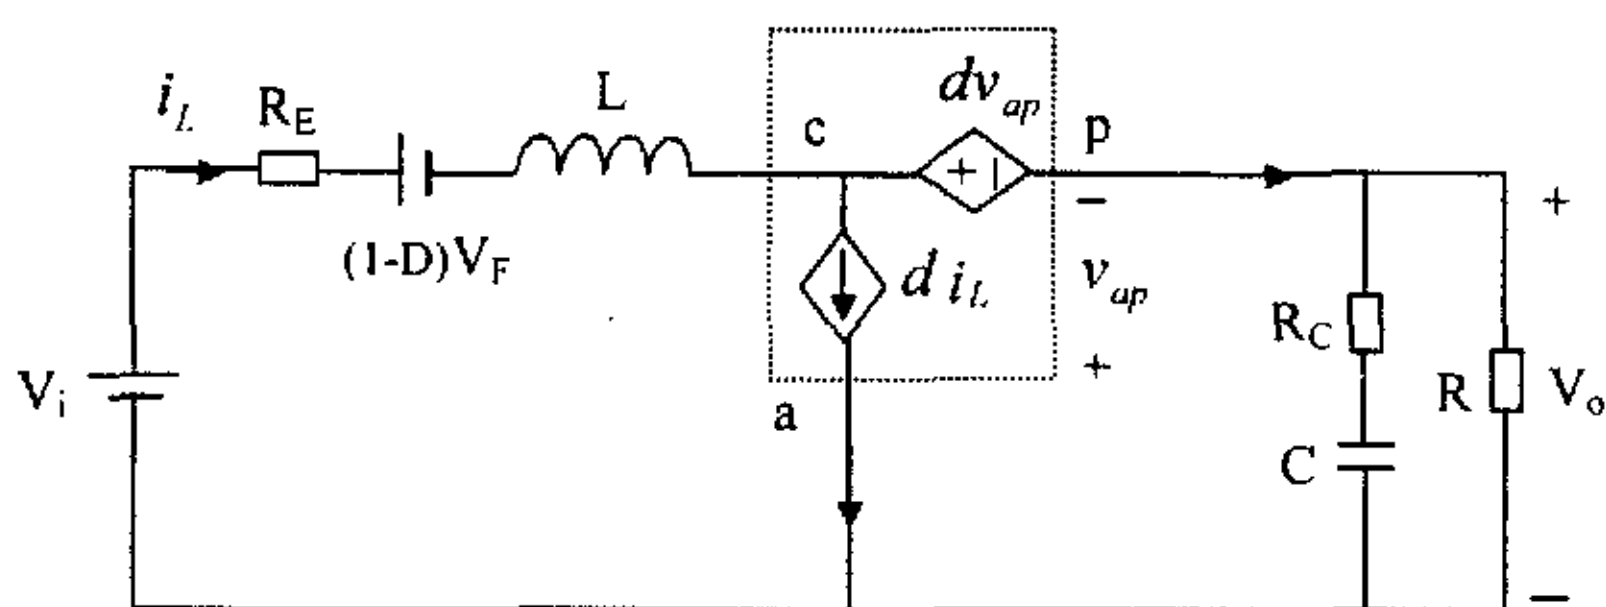 i_L
R_E
L
c
dv_ap
+
p
(1-D)V_F
d i_L
−
v_ap
+
V_i
a
R_C
C
R
+
V_o
−